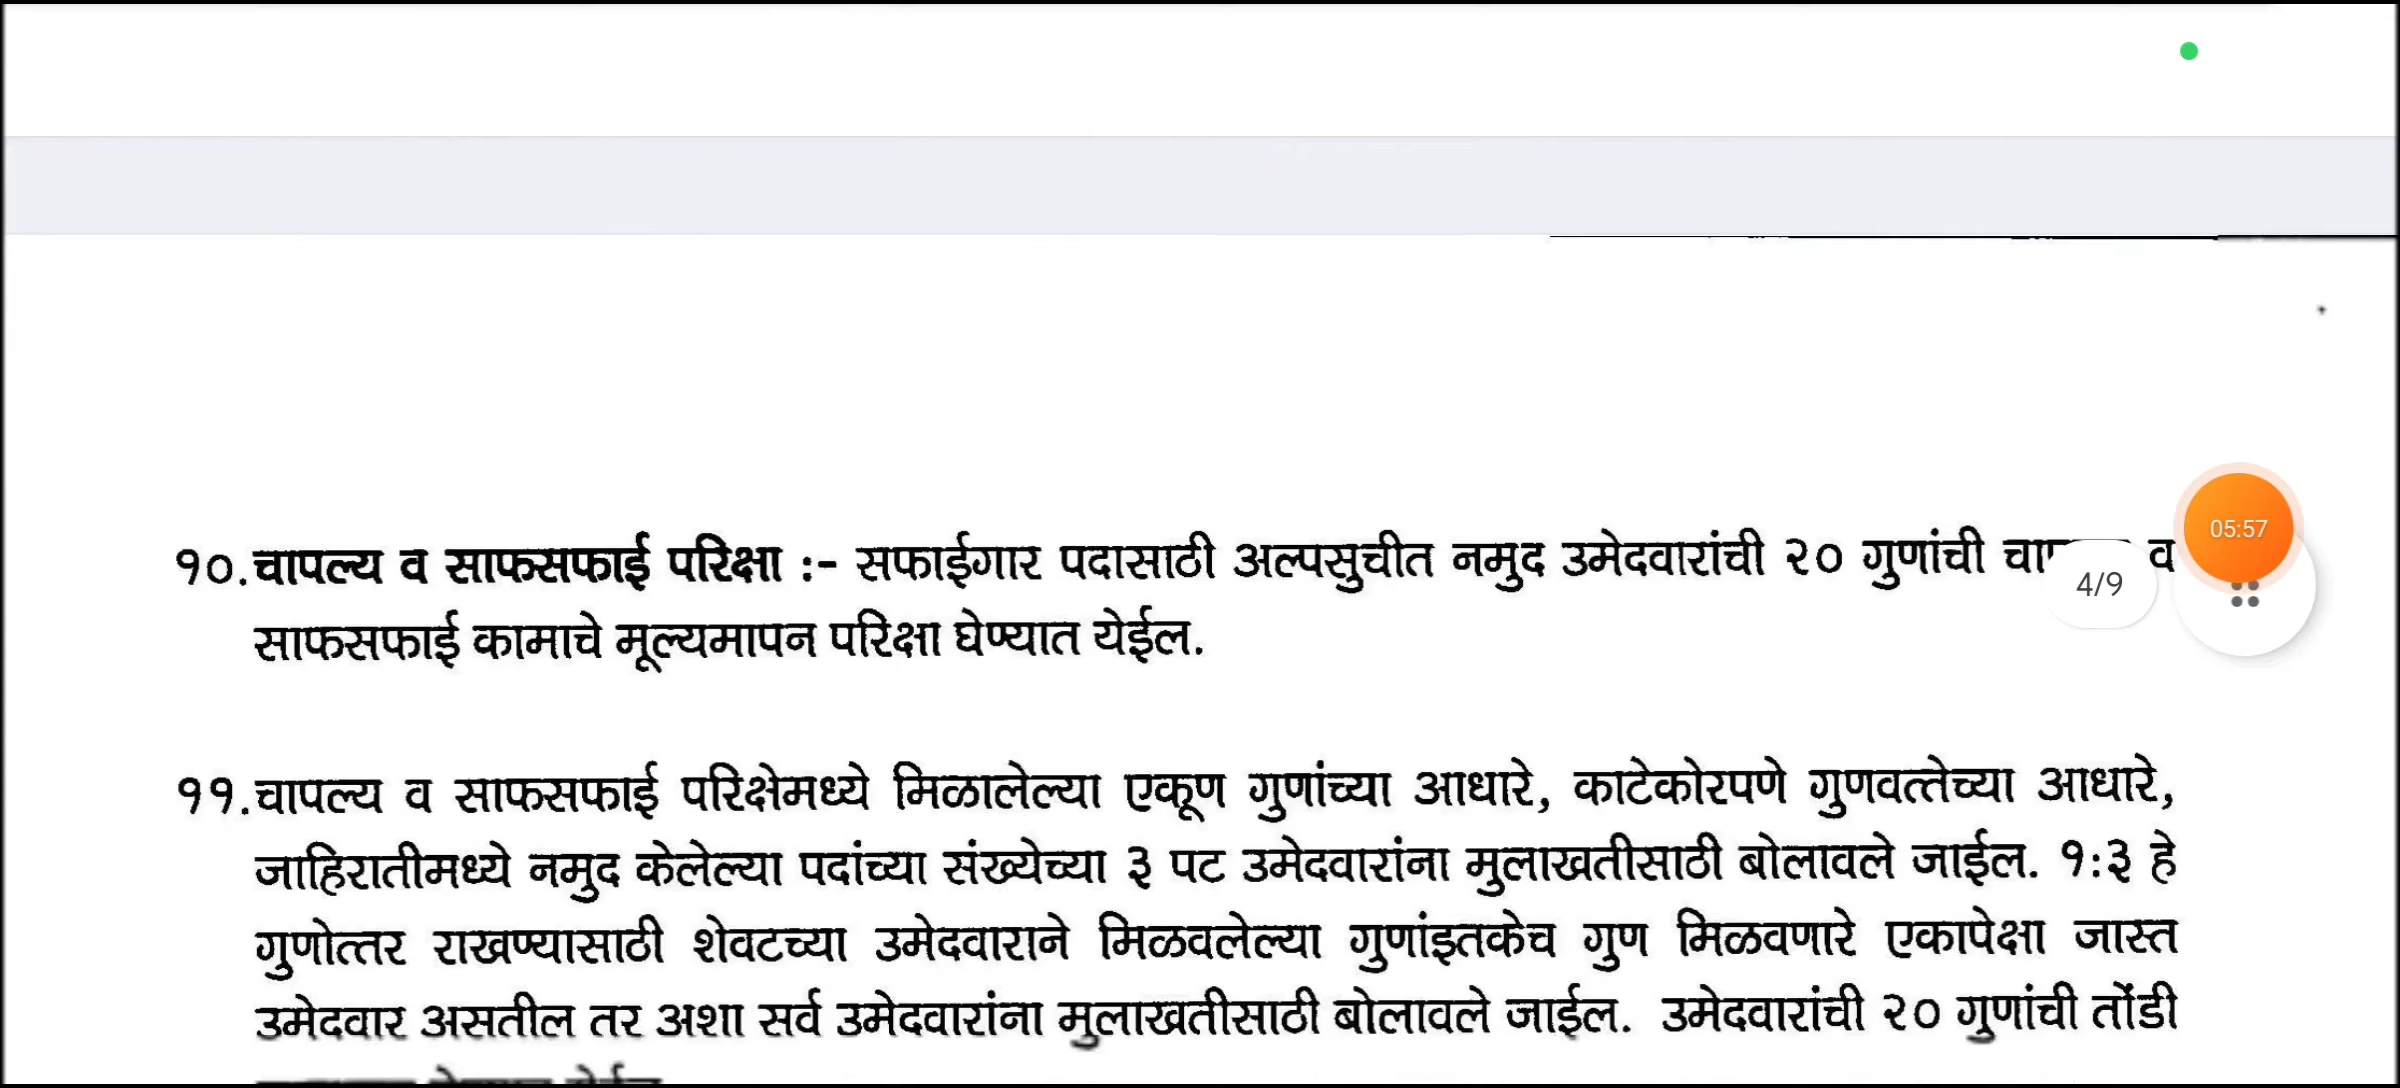 05:57
१०.चापल्य व साफसफाई परिक्षा :- सफाईगार पदासाठी अल्पसुचीत नमुद उमेदवारांची २० गुणांची व
4/9
साफसफाई कामाचे मूल्यमापन परिक्षा घेण्यात येईल.
११.चापल्य व साफसफाई परिक्षेमध्ये मिळालेल्या एकूण गुणांच्या आधारे, काटेकोरपणे गुणवत्तेच्या आधारे,
जाहिरातीमध्ये नमुद केलेल्या पदांच्या संख्येच्या ३ पट उमेदवारांना मुलाखतीसाठी बोलावले जाईल. १:३ हे
गुणोत्तर राखण्यासाठी शेवटच्या उमेदवाराने मिळवलेल्या गुणांइतकेच गुण मिळवणारे एकापेक्षा जास्त
उमेदवार असतील तर अशा सर्व उमेदवारांना मुलाखतीसाठी बोलावले जाईल. उमेदवारांची २० गुणांची तोंडी